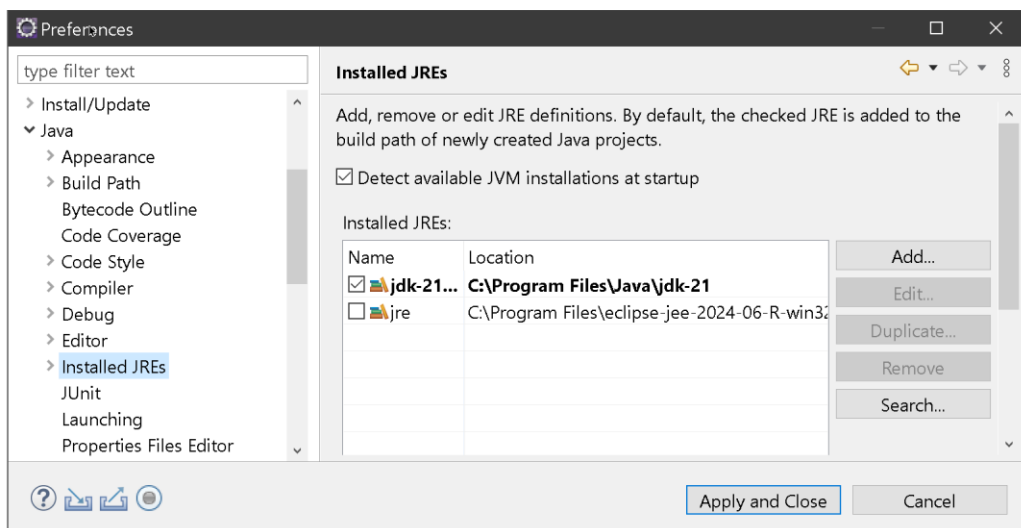 Preferences
type filter text
Install/Update
Java
Appearance
Build Path
Bytecode Outline
Code Coverage
Code Style
Compiler
Debug
Editor
Installed JREs
JUnit
Launching
Properties Files Editor
Installed JREs
Add, remove or edit JRE definitions. By default, the checked JRE is added to the
build path of newly created Java projects.
Detect available JVM installations at startup
Installed JREs:
Name Location
jdk-21... C:\Program Files\Java\jdk-21
jre C:\Program Files\eclipse-jee-2024-06-R-win32
Add...
Edit...
Duplicate...
Remove
Search...
Apply and Close Cancel